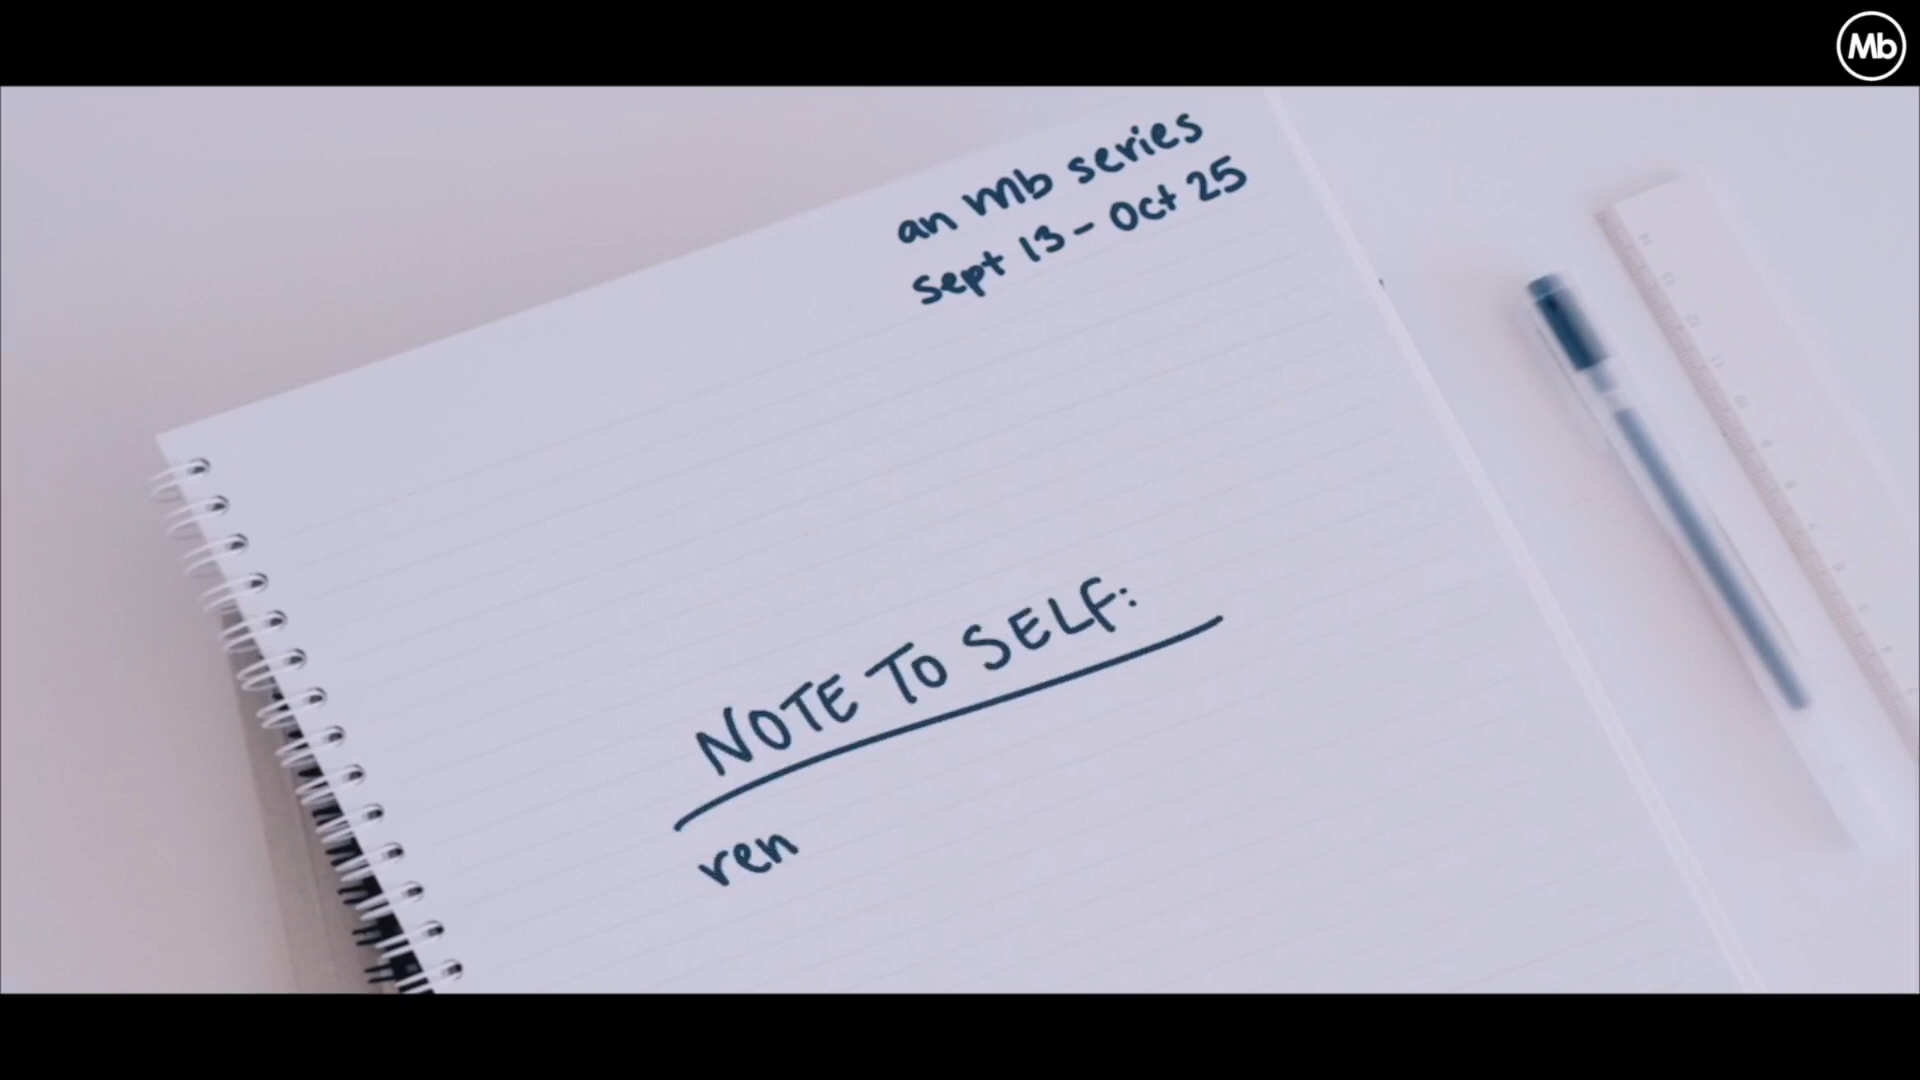 Mb
an mb series
Sept 13 - Oct 25
NOTE TO SELF:
ren